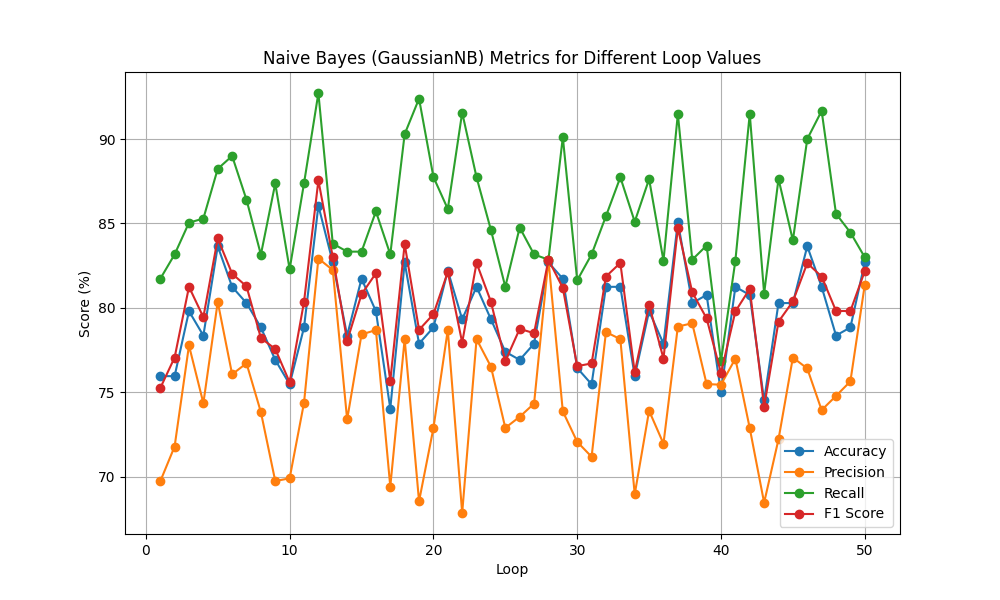 Naive Bayes (GaussianNB) Metrics for Different Loop Values
Score (%)
90
85
80
75
70
0 10 20 30 40 50
Loop
Accuracy
Precision
Recall
F1 Score